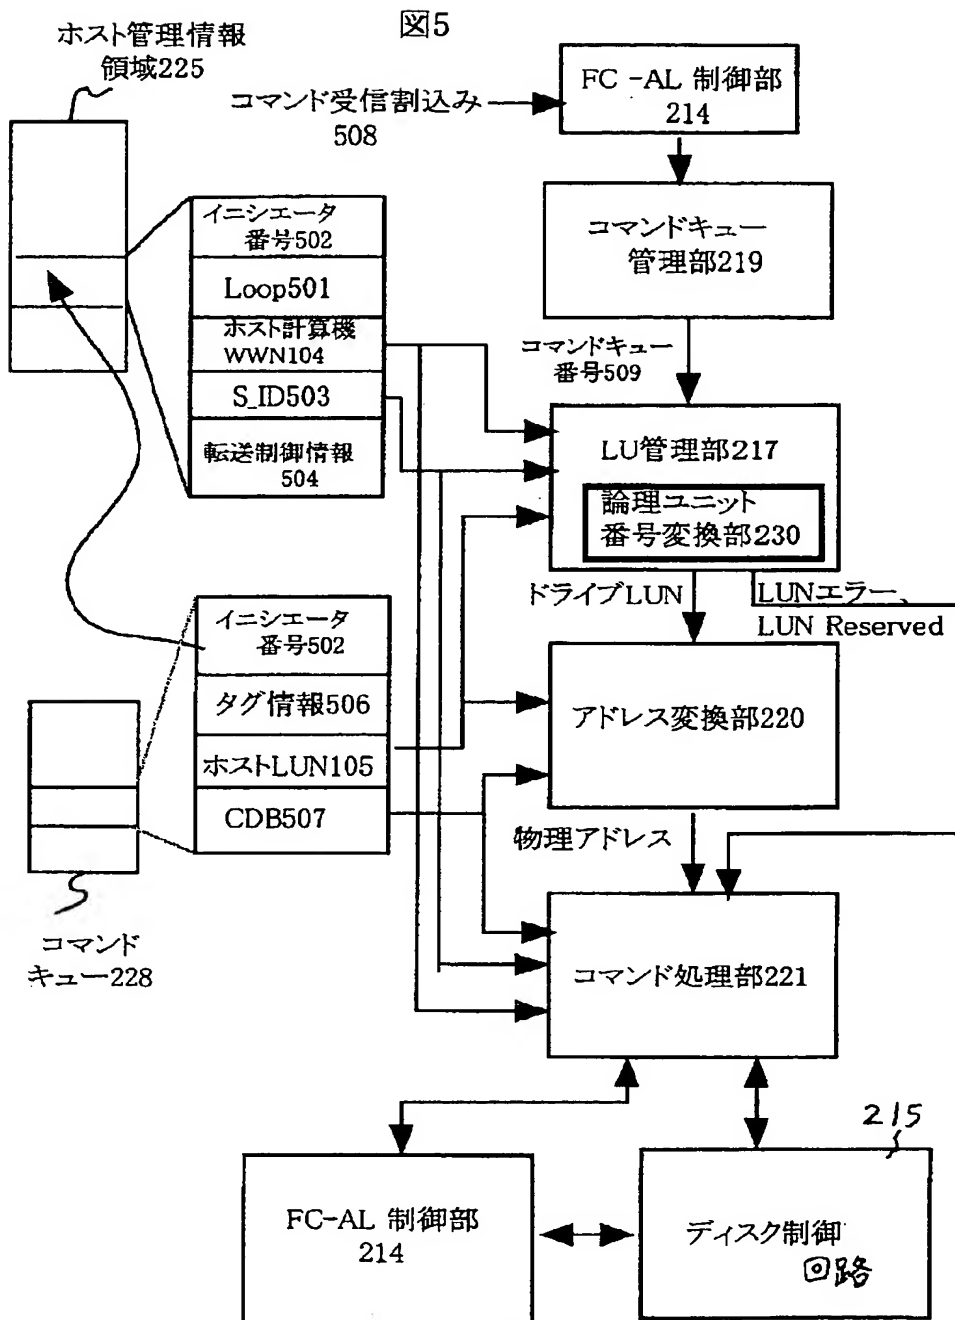 図5
ホスト管理情報
領域225
コマンド受信割込み
508
FC -AL 制御部
214
コマンドキュー
管理部219
イニシエータ
番号502
Loop501
ホスト計算機
WWN104
S_ID503
転送制御情報
504
コマンドキュー
番号509
LU管理部217
論理ユニット
番号変換部230
ドライブLUN
LUNエラー、
LUN Reserved
イニシエータ
番号502
タグ情報506
ホストLUN105
CDB507
アドレス変換部220
物理アドレス
コマンド
キュー228
コマンド処理部221
215
FC-AL 制御部
214
ディスク制御
回路